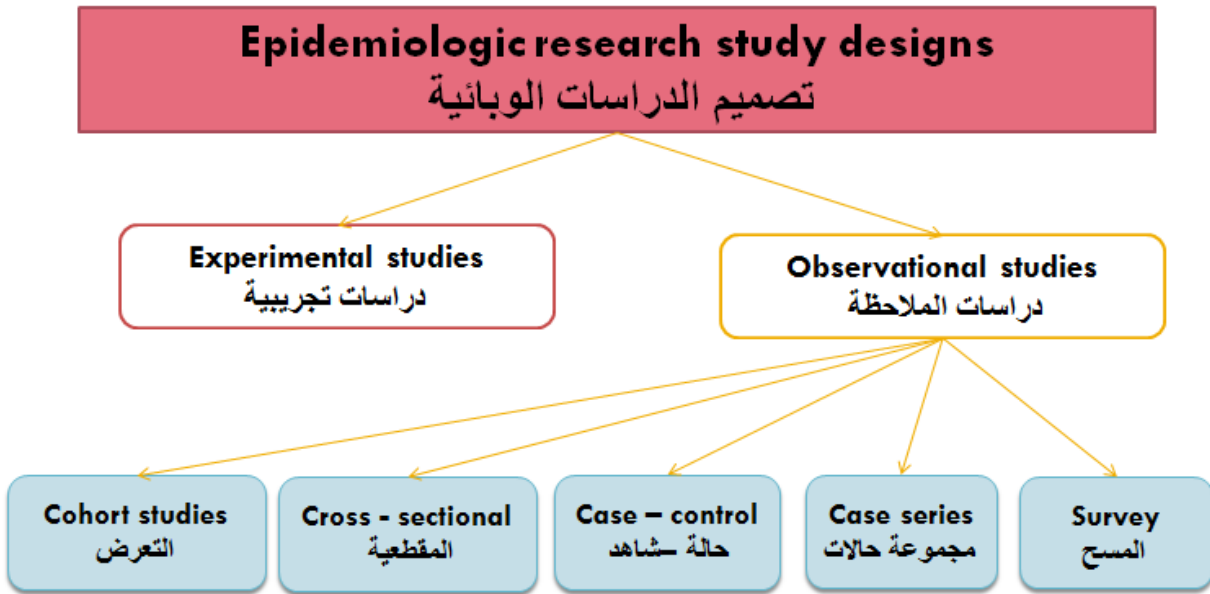 Epidemiologic research study designs
تصميم الدراسات الوبائية
Experimental studies
دراسات تجريبية
Observational studies
دراسات الملاحظة
Cohort studies
التعرض
Cross - sectional
المقطعية
Case – control
حالة –شاهد
Case series
مجموعة حالات
Survey
المسح